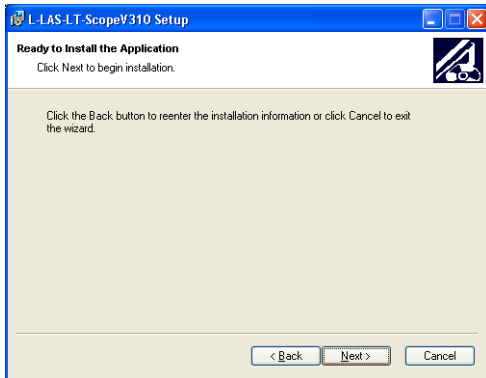 L-LAS-LT-ScopeV310 Setup
Ready to Install the Application
Click Next to begin installation.
Click the Back button to reenter the installation information or click Cancel to exit
the wizard.
< Back Next > Cancel